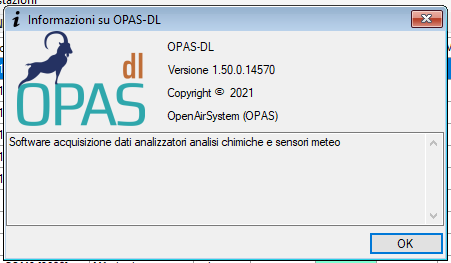 Informazioni su OPAS-DL
dl
OPAS
OPAS-DL
Versione 1.50.0.14570
Copyright © 2021
OpenAirSystem (OPAS)
Software acquisizione dati analizzatori analisi chimiche e sensori meteo
OK